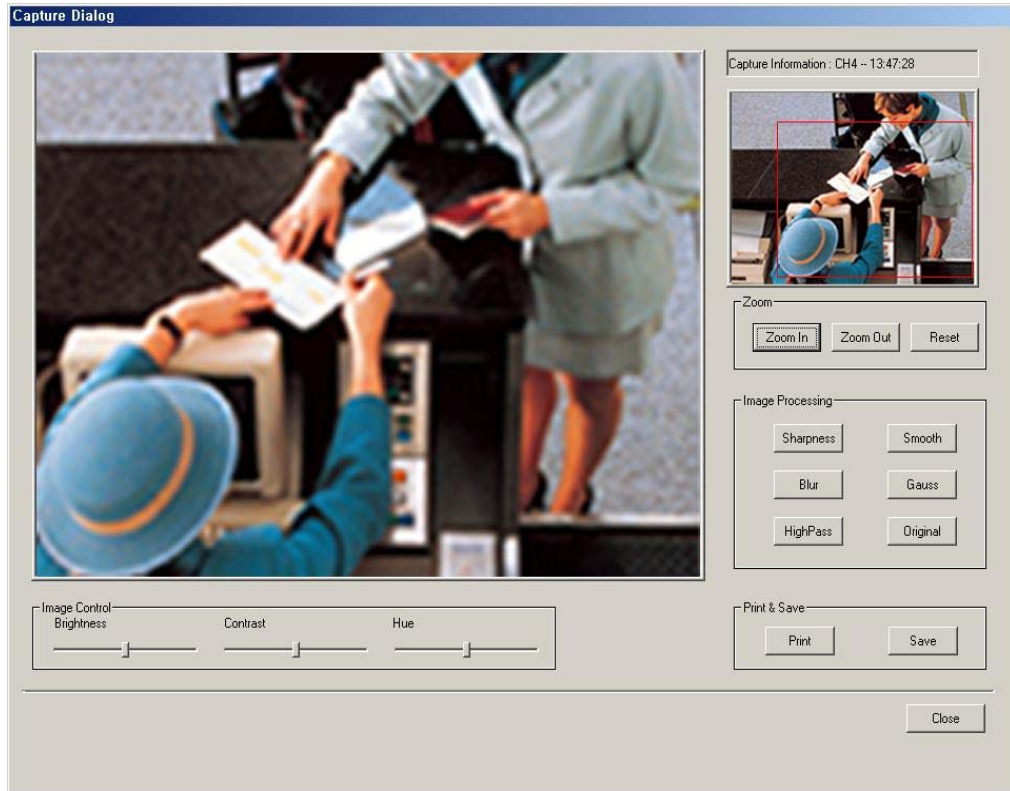 Capture Dialog
Capture Information : CH4 -- 13:47:28
Zoom
Zoom In
Zoom Out
Reset
Image Processing
Sharpness
Smooth
Blur
Gauss
HighPass
Original
Image Control
Brightness
Contrast
Hue
Print & Save
Print
Save
Close